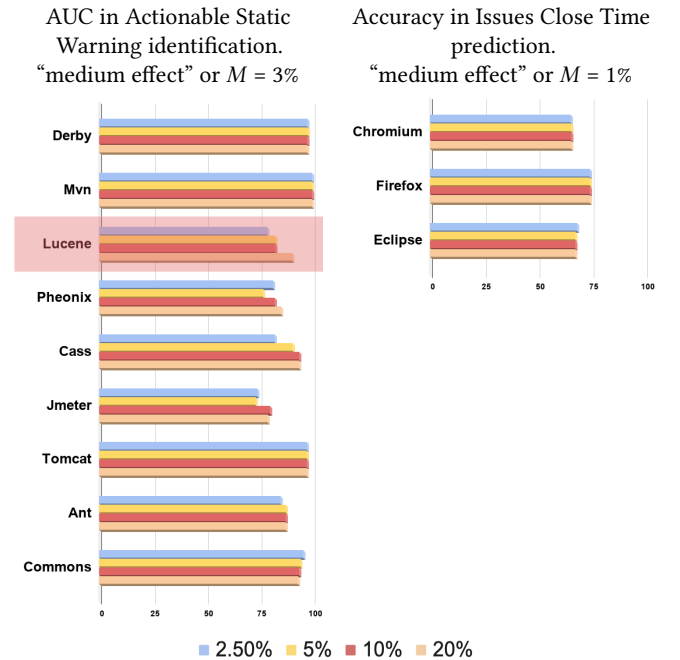 AUC in Actionable Static
Warning identification.
“medium effect” or M = 3%
Derby
Mvn
Lucene
Pheonix
Cass
Jmeter
Tomcat
Ant
Commons
0 25 50 75 100
Accuracy in Issues Close Time
prediction.
“medium effect” or M = 1%
Chromium
Firefox
Eclipse
0 25 50 75 100
2.50% 5% 10% 20%